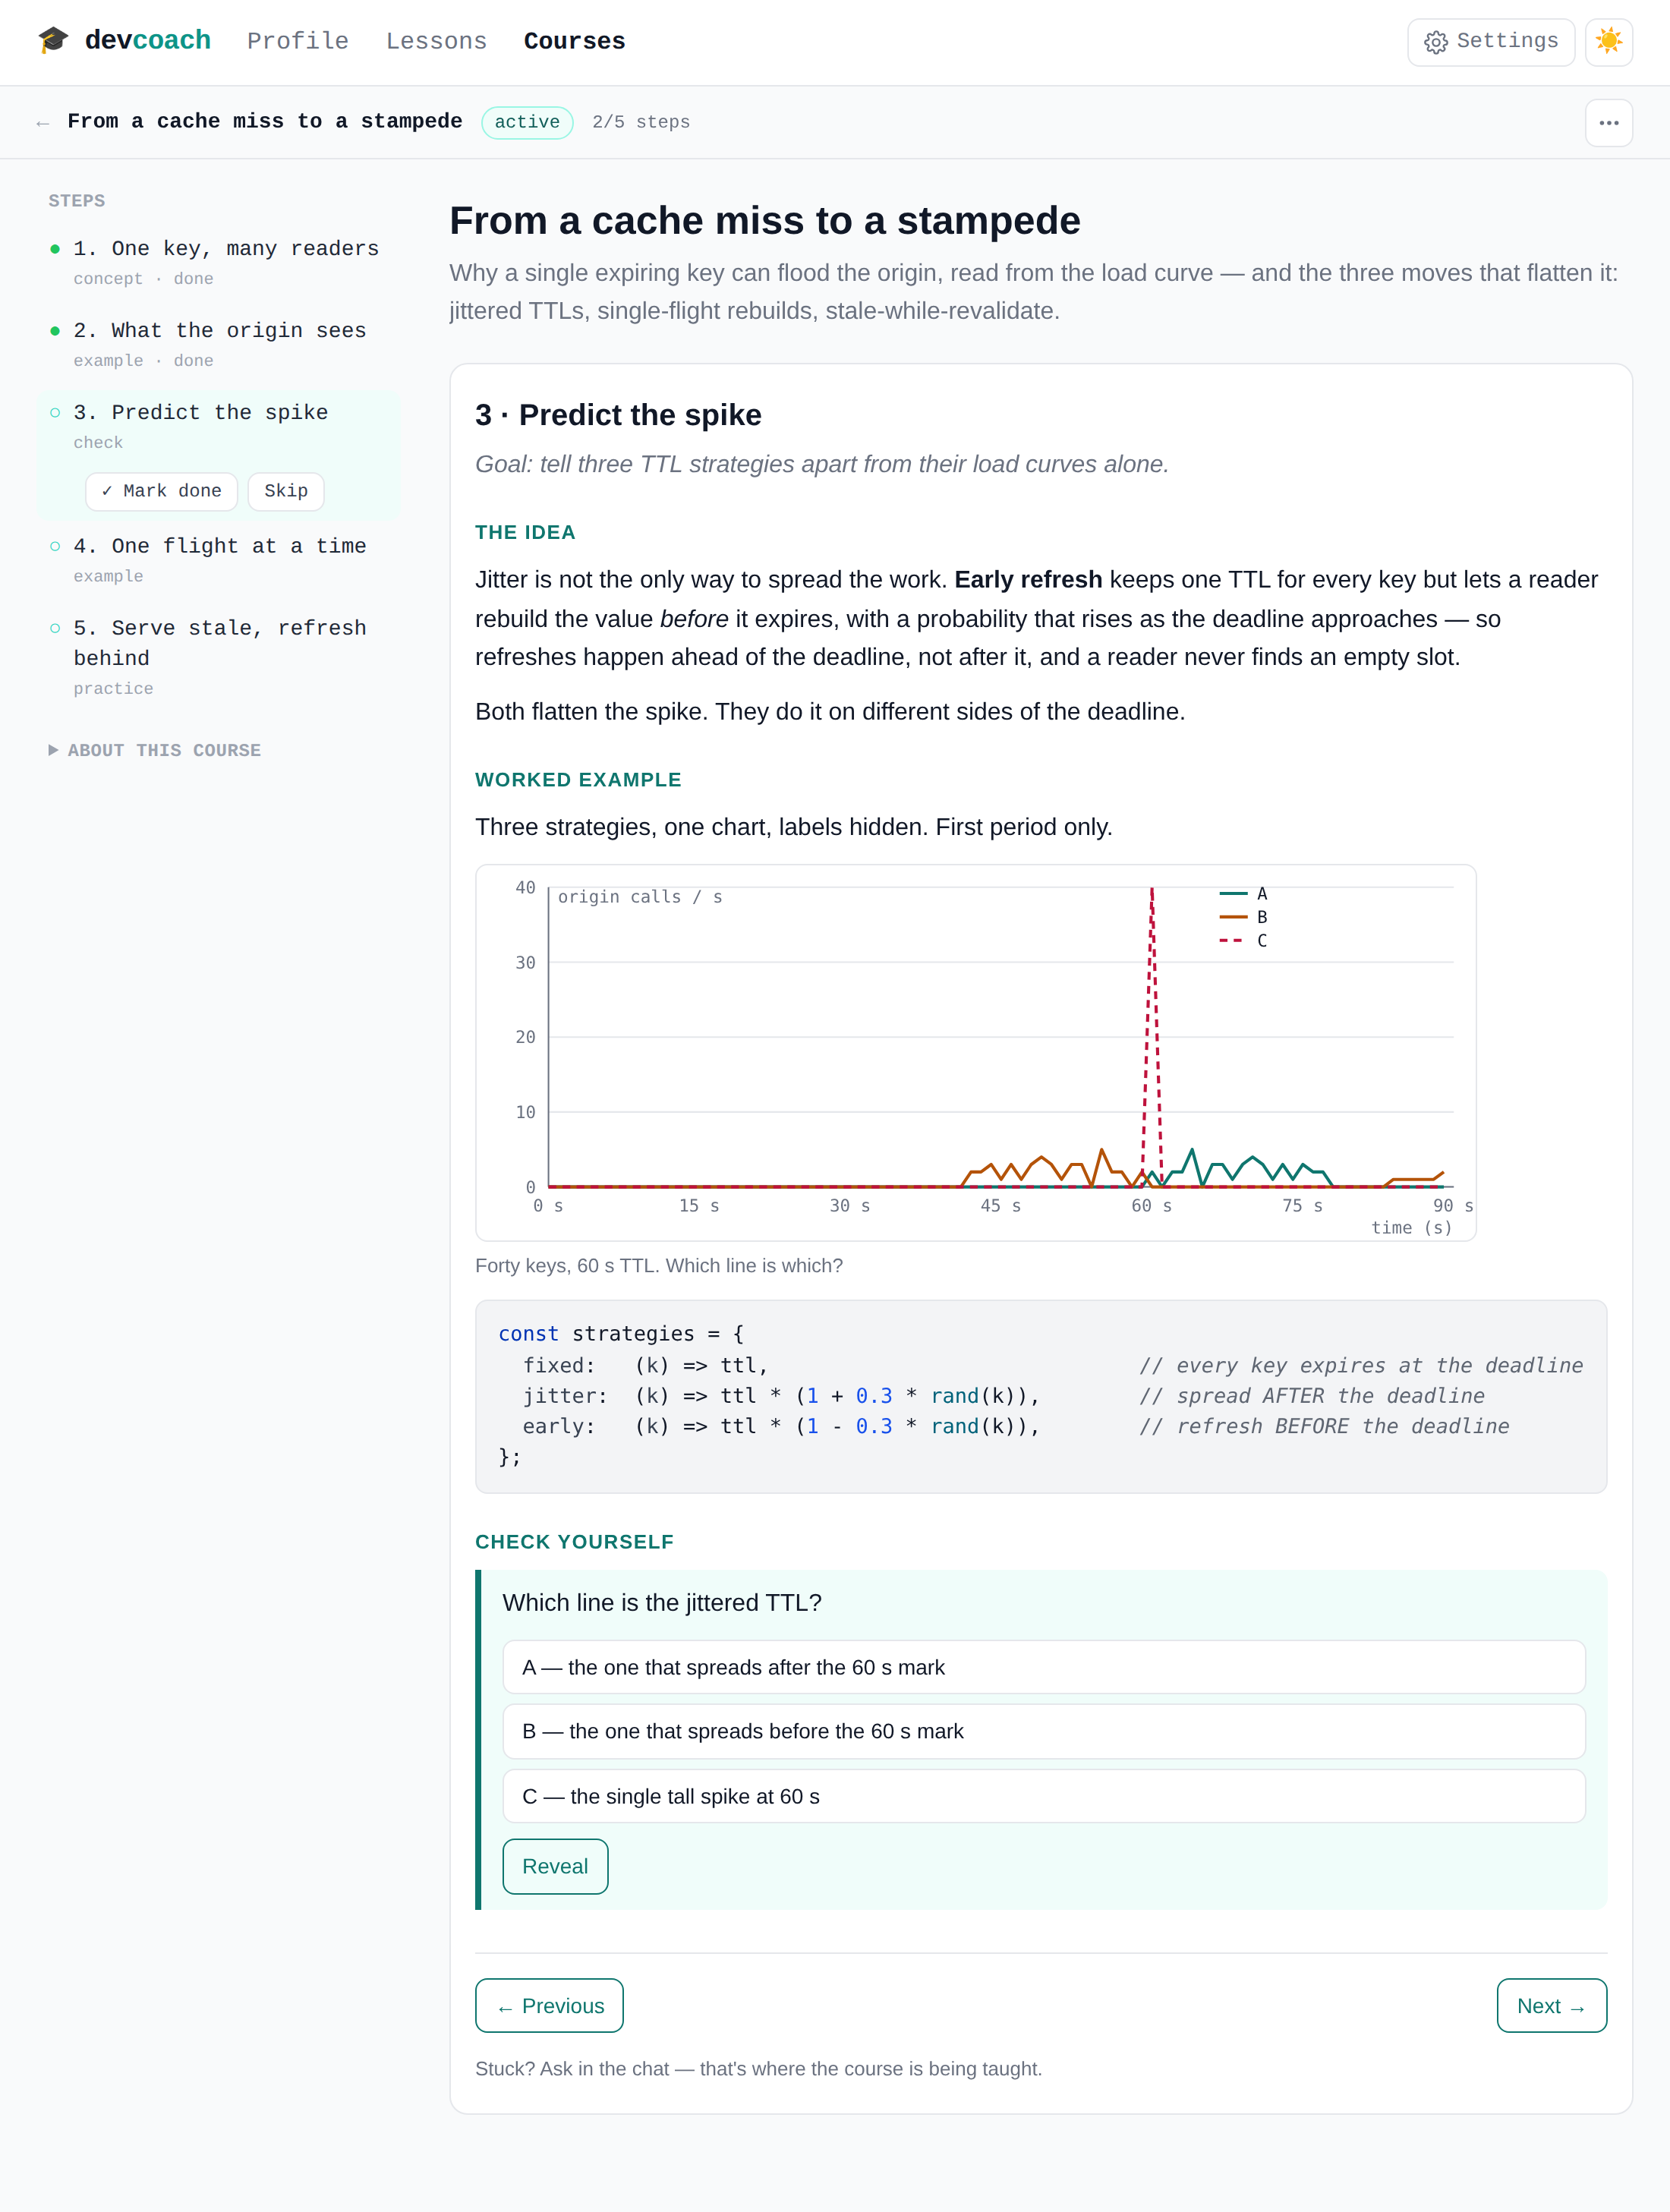 🎓 devcoach Profile Lessons Courses Settings ☀️
← From a cache miss to a stampede active 2/5 steps ···
STEPS
1. One key, many readers
concept · done
2. What the origin sees
example · done
3. Predict the spike
check
✓ Mark done Skip
4. One flight at a time
example
5. Serve stale, refresh
behind
practice
▶ ABOUT THIS COURSE
From a cache miss to a stampede
Why a single expiring key can flood the origin, read from the load curve — and the three moves that flatten it:
jittered TTLs, single-flight rebuilds, stale-while-revalidate.
3 · Predict the spike
Goal: tell three TTL strategies apart from their load curves alone.
THE IDEA
Jitter is not the only way to spread the work. Early refresh keeps one TTL for every key but lets a reader
rebuild the value before it expires, with a probability that rises as the deadline approaches — so
refreshes happen ahead of the deadline, not after it, and a reader never finds an empty slot.
Both flatten the spike. They do it on different sides of the deadline.
WORKED EXAMPLE
Three strategies, one chart, labels hidden. First period only.
40
origin calls / s
A
B
C
30
20
10
0
0 s 15 s 30 s 45 s 60 s 75 s 90 s
time (s)
Forty keys, 60 s TTL. Which line is which?
const strategies = {
  fixed:   (k) => ttl,                              // every key expires at the deadline
  jitter:  (k) => ttl * (1 + 0.3 * rand(k)),        // spread AFTER the deadline
  early:   (k) => ttl * (1 - 0.3 * rand(k)),        // refresh BEFORE the deadline
};
CHECK YOURSELF
Which line is the jittered TTL?
A — the one that spreads after the 60 s mark
B — the one that spreads before the 60 s mark
C — the single tall spike at 60 s
Reveal
← Previous Next →
Stuck? Ask in the chat — that's where the course is being taught.